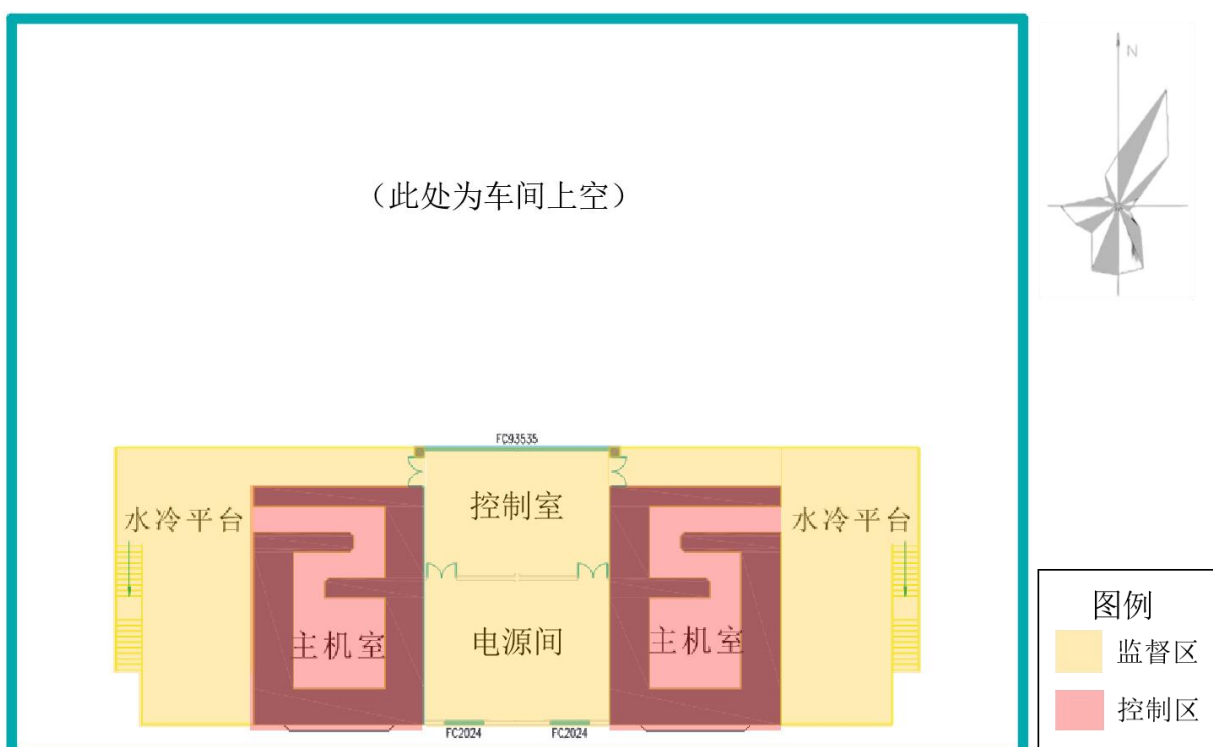 N
（此处为车间上空）
FC93535
水冷平台
控制室
水冷平台
主机室
电源间
主机室
FC2024
FC2024
图例
监督区
控制区